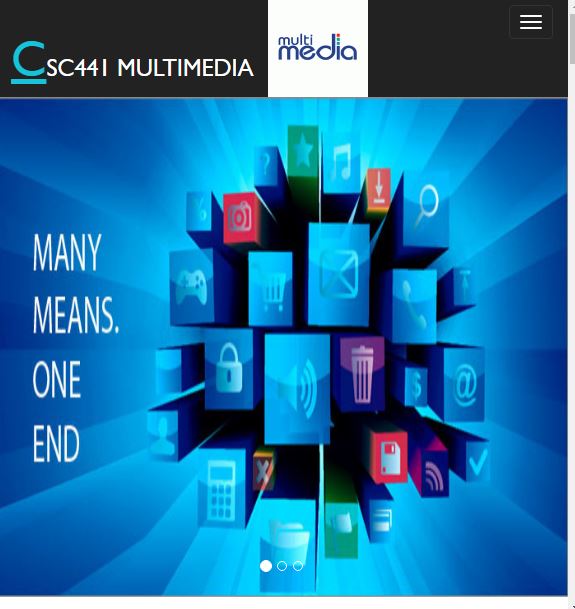 CSC441 MULTIMEDIA
multi
media
MANY
MEANS.
ONE
END
?
%
$
@